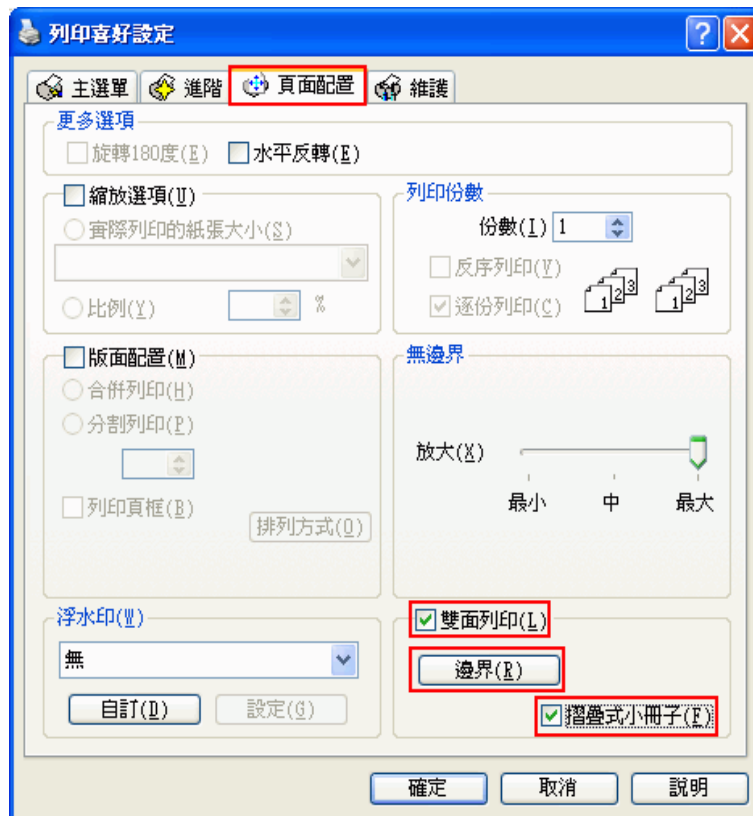 列印喜好設定
主選單 進階 頁面配置 維護
更多選項
旋轉180度(E) 水平反轉(E)
縮放選項(U)
實際列印的紙張大小(S)
比例(Y) %
列印份數
份數(I) 1
反序列印(V)
逐份列印(C) 1 2 3 1 2 3
版面配置(M)
合併列印(H)
分割列印(P)
列印頁框(B)
排列方式(O)
無邊界
放大(X)
最小 中 最大
浮水印(W)
無
自訂(D) 設定(G)
雙面列印(L)
邊界(R)
摺疊式小冊子(F)
確定 取消 說明